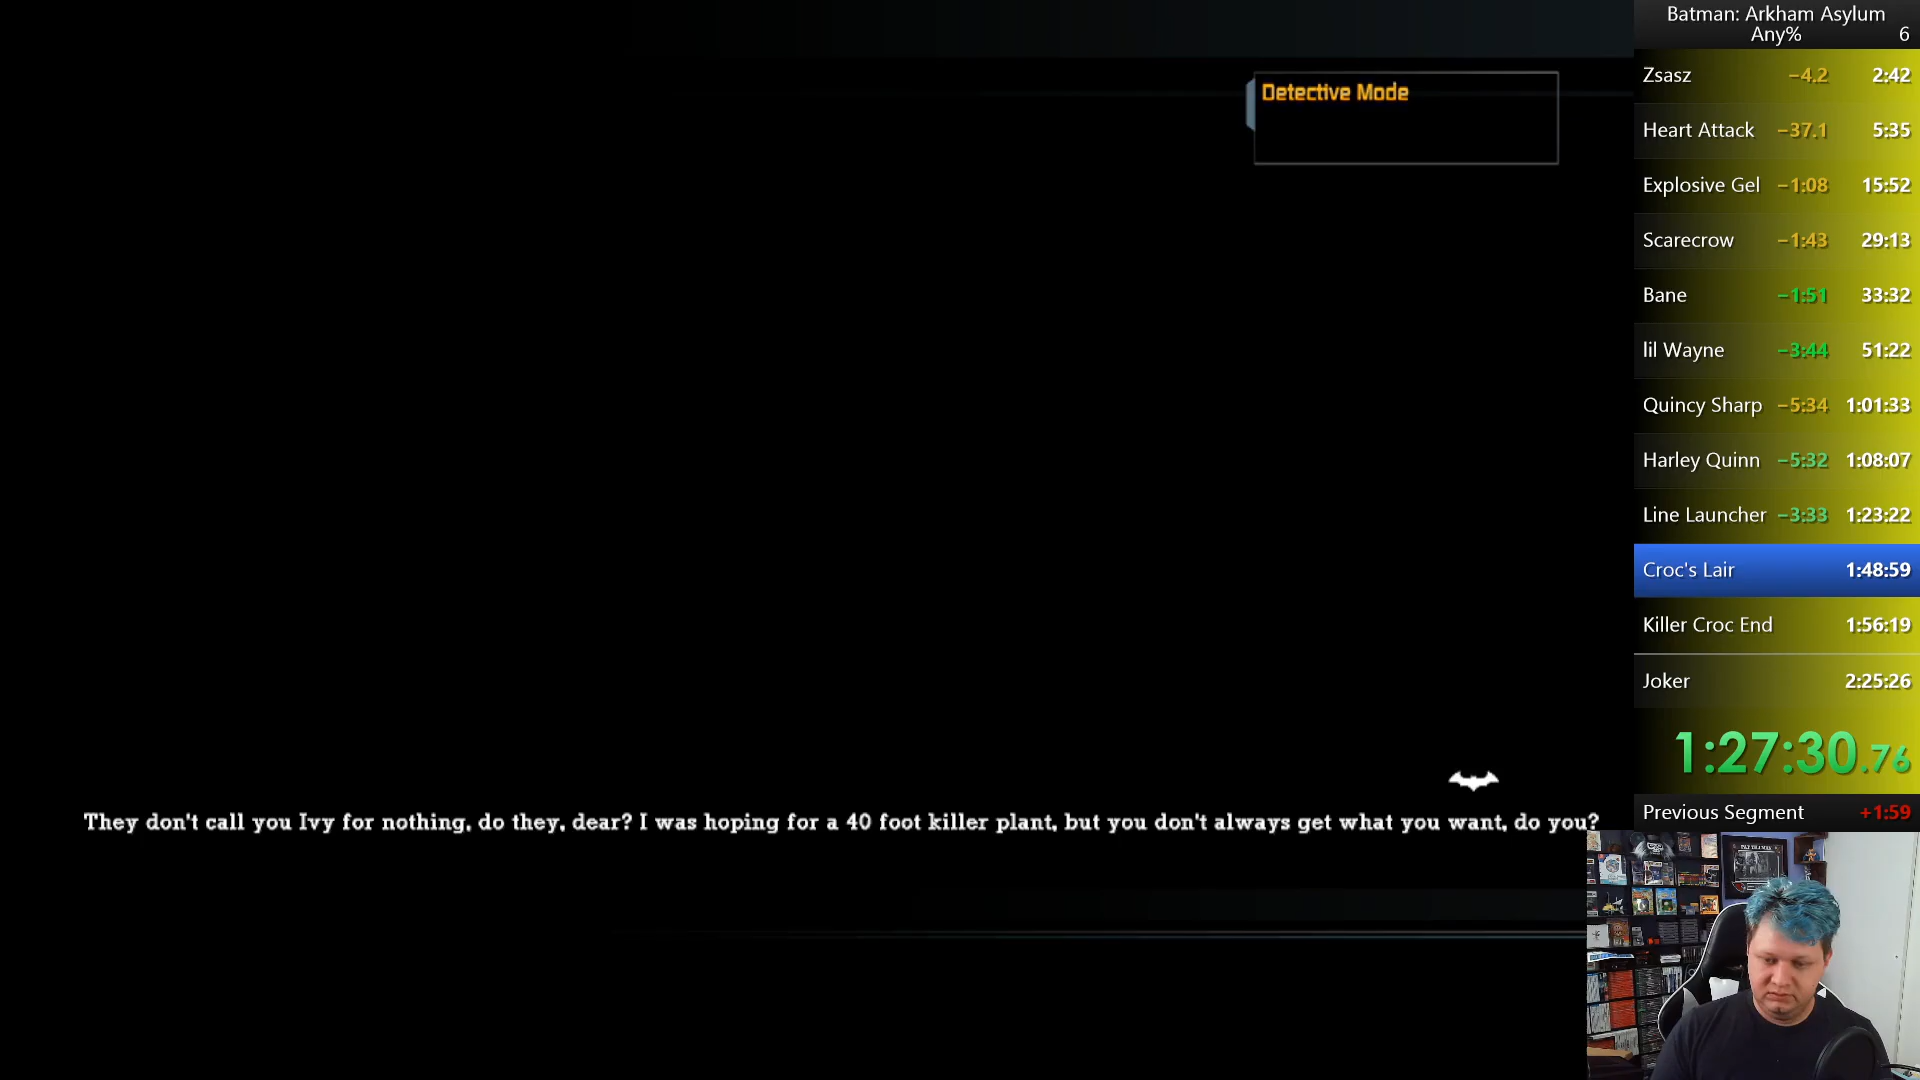 Detective Mode
They don't call you Ivy for nothing, do they, dear? I was hoping for a 40 foot killer plant, but you don't always get what you want, do you?
Batman: Arkham Asylum
Any% 6
Zsasz -4.2 2:42
Heart Attack -37.1 5:35
Explosive Gel -1:08 15:52
Scarecrow -1:43 29:13
Bane -1:51 33:32
lil Wayne -3:44 51:22
Quincy Sharp -5:34 1:01:33
Harley Quinn -5:32 1:08:07
Line Launcher -3:33 1:23:22
Croc's Lair 1:48:59
Killer Croc End 1:56:19
Joker 2:25:26
1:27:30.76
Previous Segment +1:59